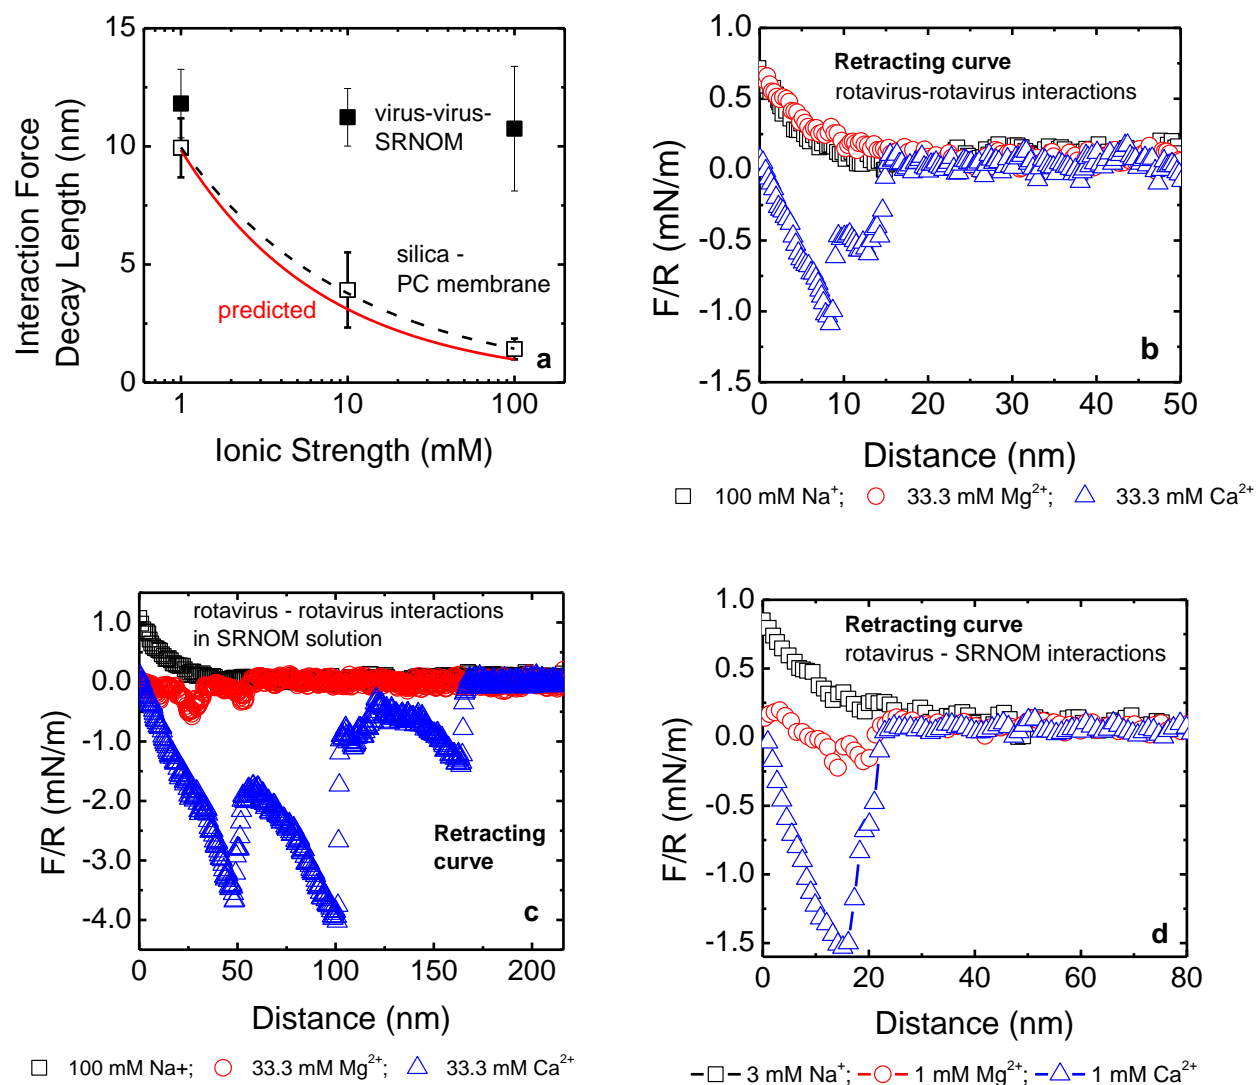 15
10
5
0
Interaction Force
Decay Length (nm)
virus-virus-
SRNOM
silica -
PC membrane
predicted
a
1
10
100
Ionic Strength (mM)
1.0
0.5
0.0
-0.5
-1.0
-1.5
F/R (mN/m)
Retracting curve
rotavirus-rotavirus interactions
b
0
10
20
30
40
50
Distance (nm)
100 mM Na⁺; 33.3 mM Mg²⁺; 33.3 mM Ca²⁺
1.0
0.0
-1.0
-2.0
-3.0
-4.0
F/R (mN/m)
rotavirus - rotavirus interactions
in SRNOM solution
Retracting
curve
c
0
50
100
150
200
Distance (nm)
100 mM Na+; 33.3 mM Mg²⁺; 33.3 mM Ca²⁺
1.0
0.5
0.0
-0.5
-1.0
-1.5
F/R (mN/m)
Retracting curve
rotavirus - SRNOM interactions
d
0
20
40
60
80
Distance (nm)
3 mM Na⁺; 1 mM Mg²⁺; 1 mM Ca²⁺